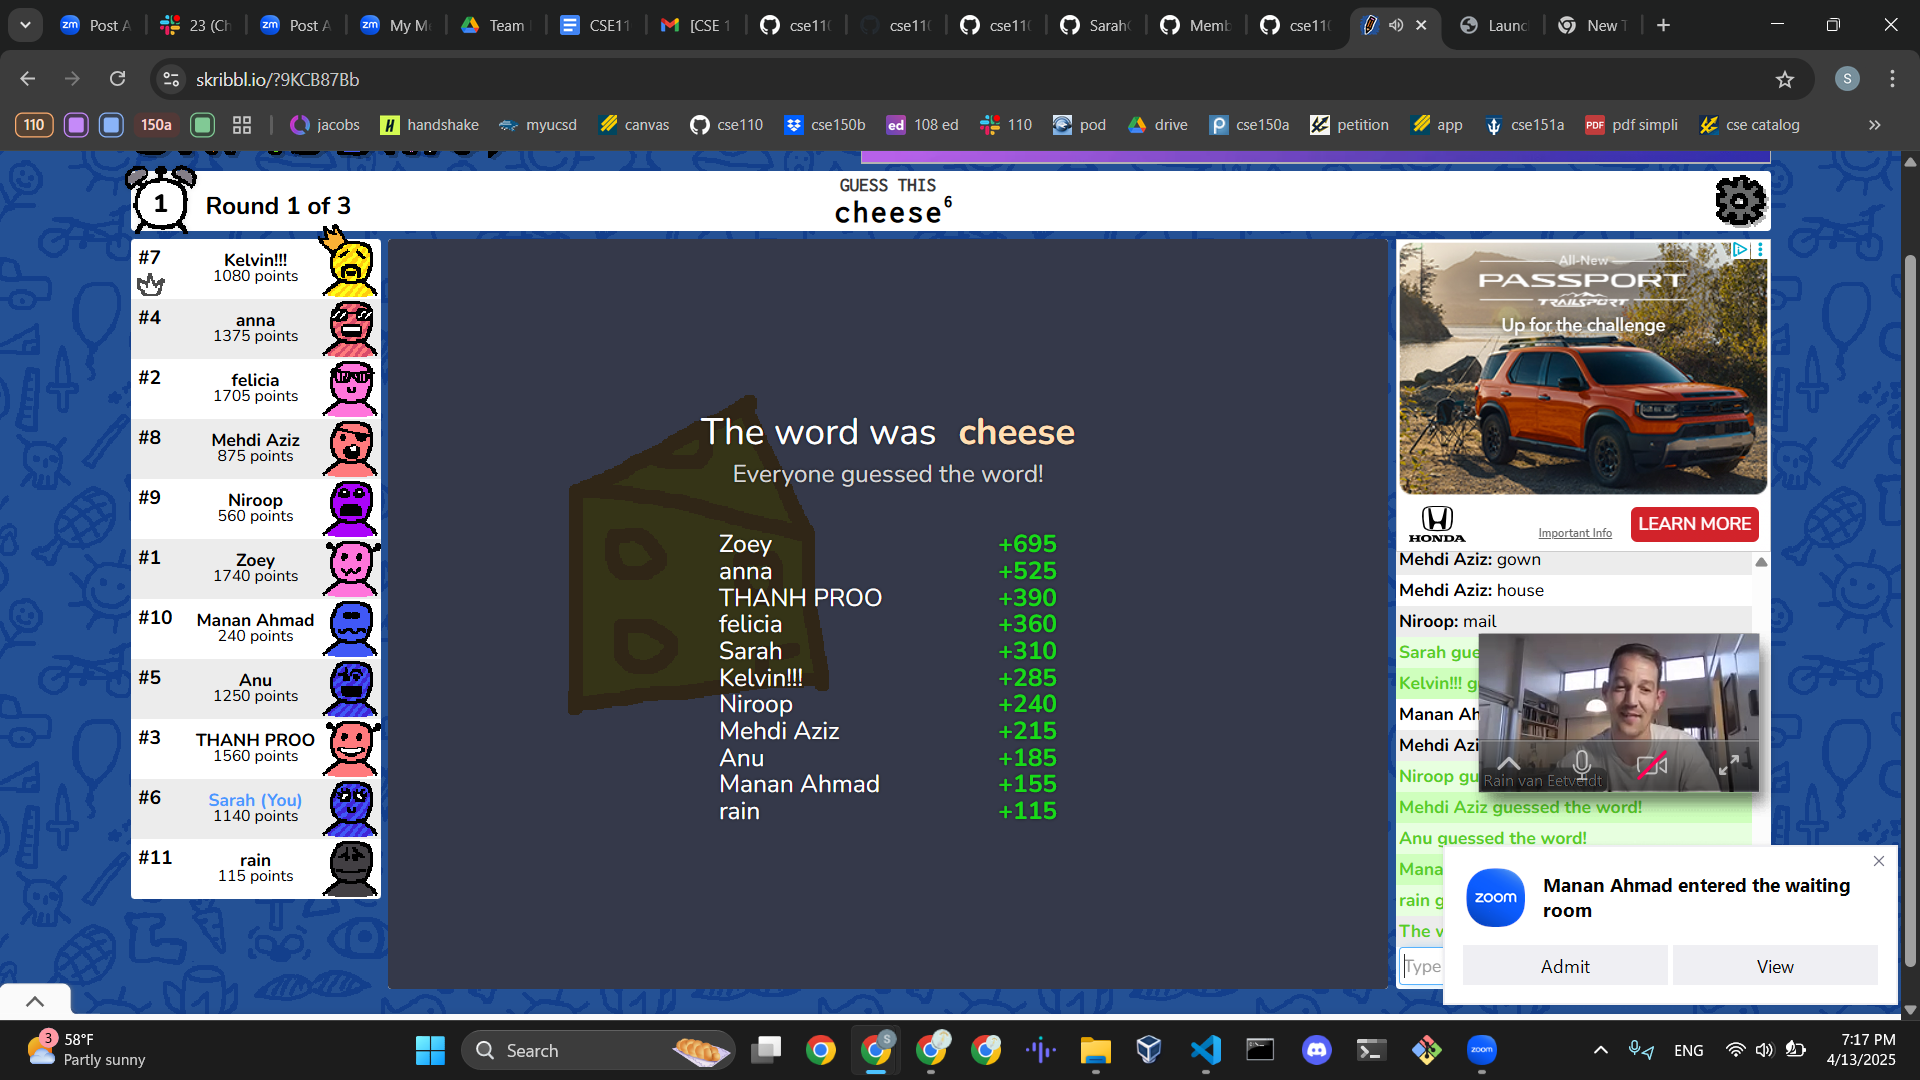 Post A
23 (Ch
Post A
My M
Team
CSE11
[CSE 1
cse110
cse110
cse110
Sarah
Memb
cse110
Launc
New T
skribbl.io/?9KCB87Bb
S
110
150a
jacobs
handshake
myucsd
canvas
cse110
cse150b
108 ed
110
pod
drive
cse150a
petition
app
cse151a
pdf simpli
cse catalog
1
Round 1 of 3
GUESS THIS
cheese6
#7
Kelvin!!!
1080 points
#4
anna
1375 points
#2
felicia
1705 points
#8
Mehdi Aziz
875 points
#9
Niroop
560 points
#1
Zoey
1740 points
#10
Manan Ahmad
240 points
#5
Anu
1250 points
#3
THANH PROO
1560 points
#6
Sarah (You)
1140 points
#11
rain
115 points
The word was cheese
Everyone guessed the word!
Zoey +695
anna +525
THANH PROO +390
felicia +360
Sarah +310
Kelvin!!! +285
Niroop +240
Mehdi Aziz +215
Anu +185
Manan Ahmad +155
rain +115
All-New
PASSPORT
TRAILSPORT
Up for the challenge
HONDA
Important Info
LEARN MORE
Mehdi Aziz: gown
Mehdi Aziz: house
Niroop: mail
Sarah gue
Kelvin!!! g
Manan Ah
Mehdi Azi
Niroop gu
Mehdi Aziz guessed the word!
Anu guessed the word!
Mana
rain g
The w
Type
Rain van Eetveldt
zoom
Manan Ahmad entered the waiting
room
Admit
View
3
58°F
Partly sunny
Search
ENG
7:17 PM
4/13/2025